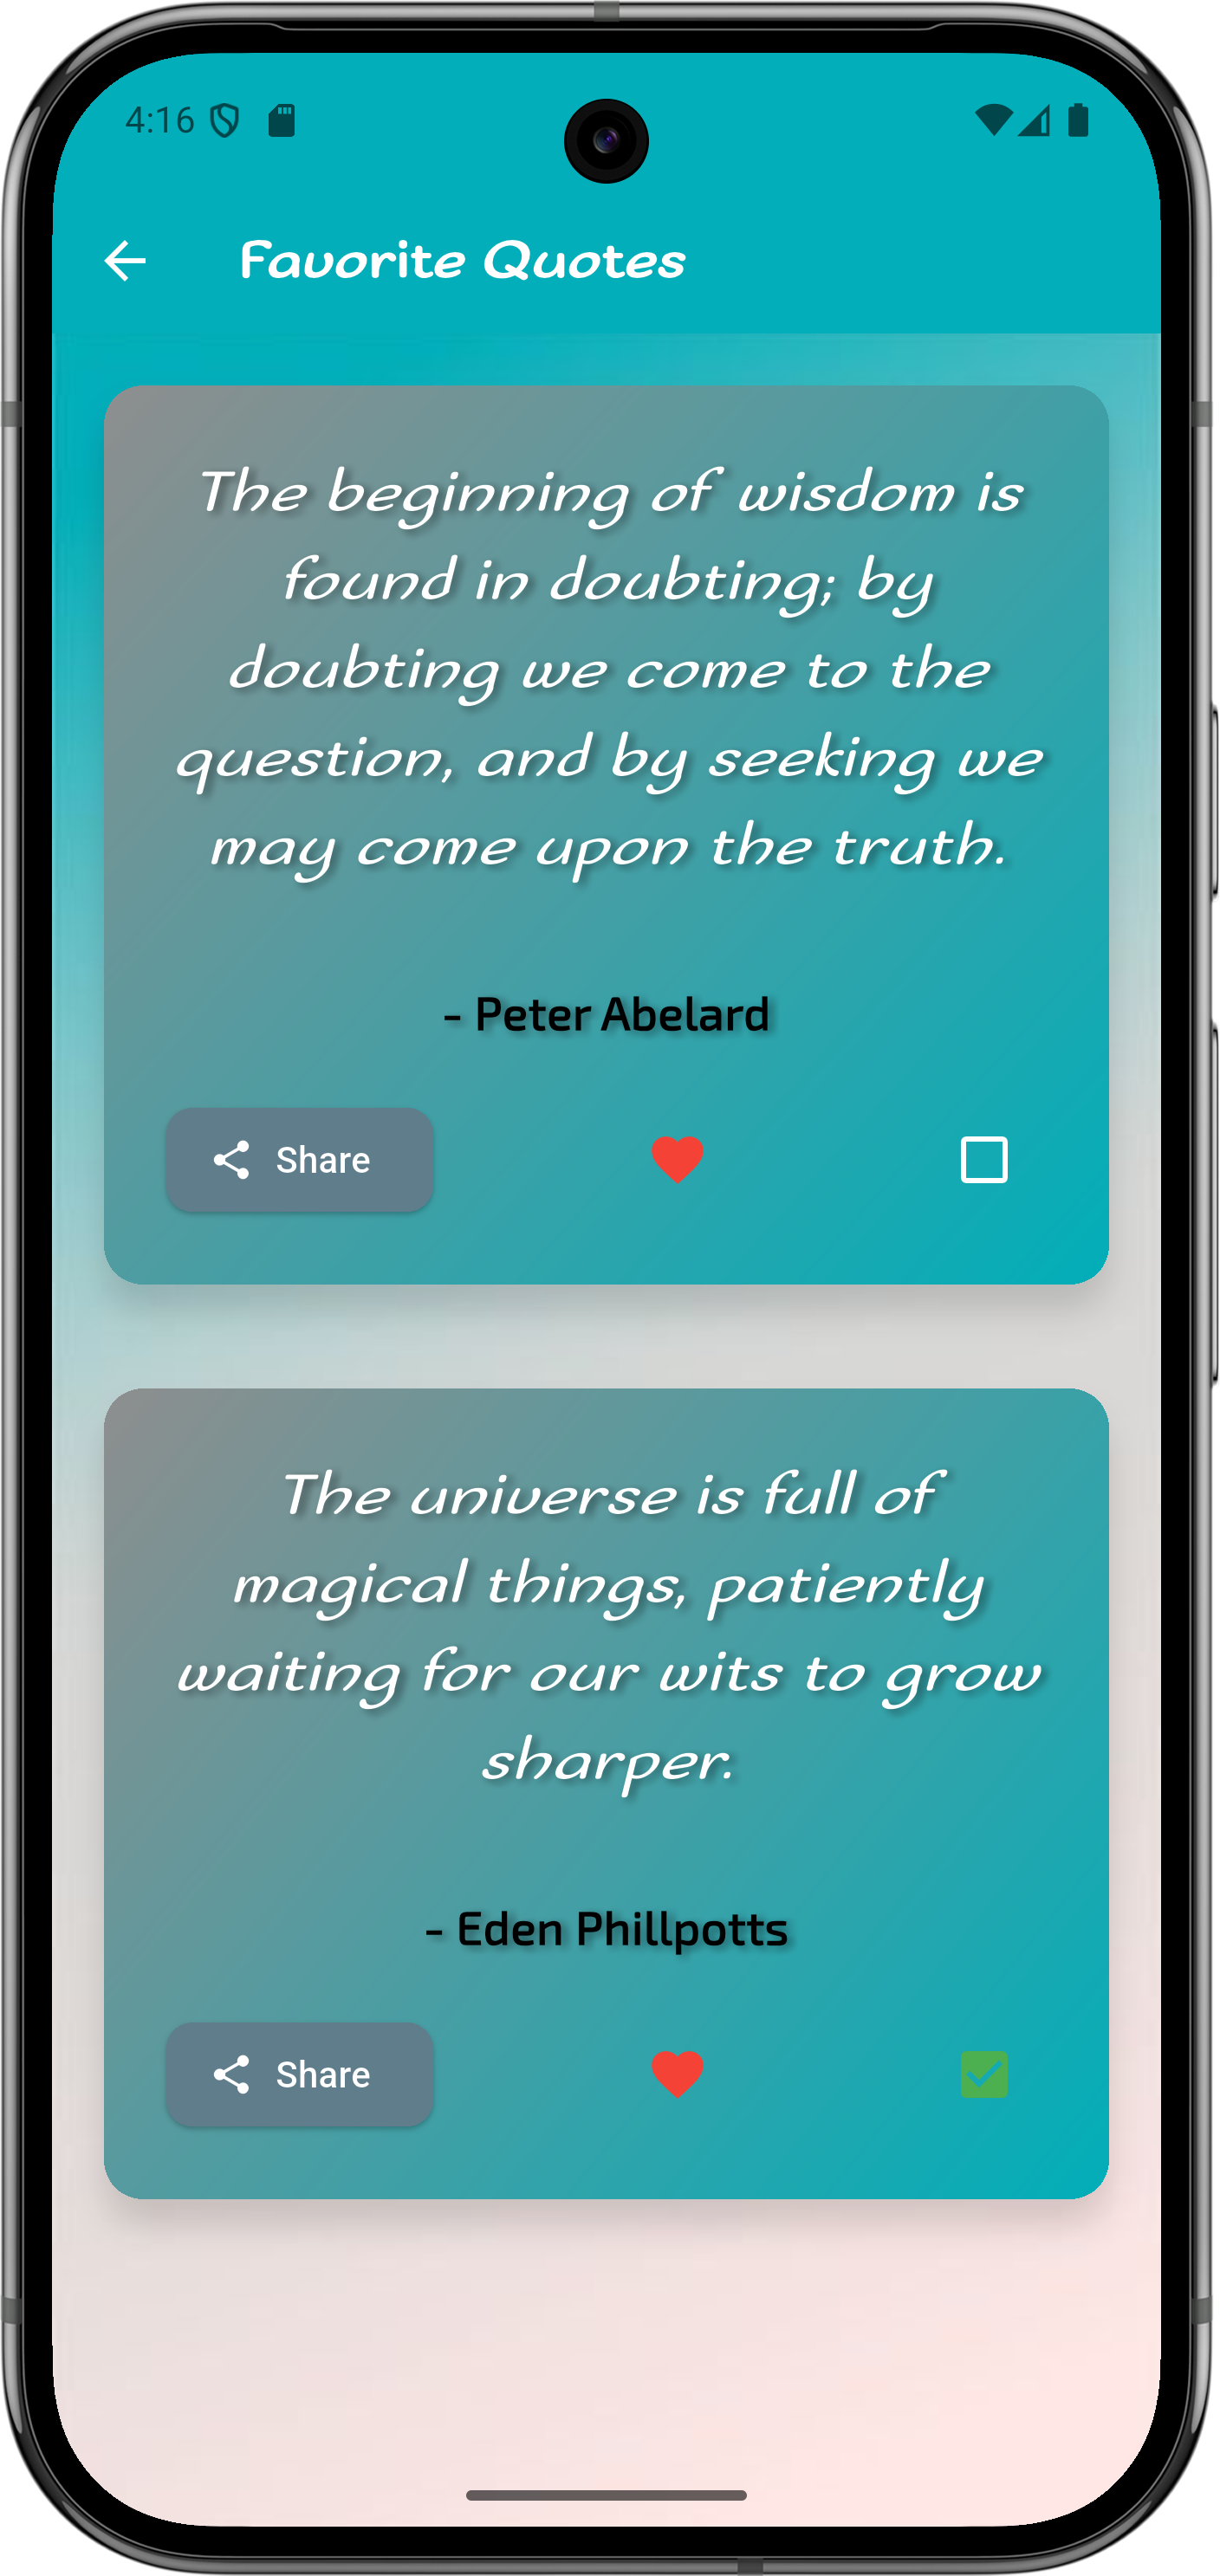 4:16
Favorite Quotes
The beginning of wisdom is
found in doubting; by
doubting we come to the
question, and by seeking we
may come upon the truth.
- Peter Abelard
Share
The universe is full of
magical things, patiently
waiting for our wits to grow
sharper.
- Eden Phillpotts
Share